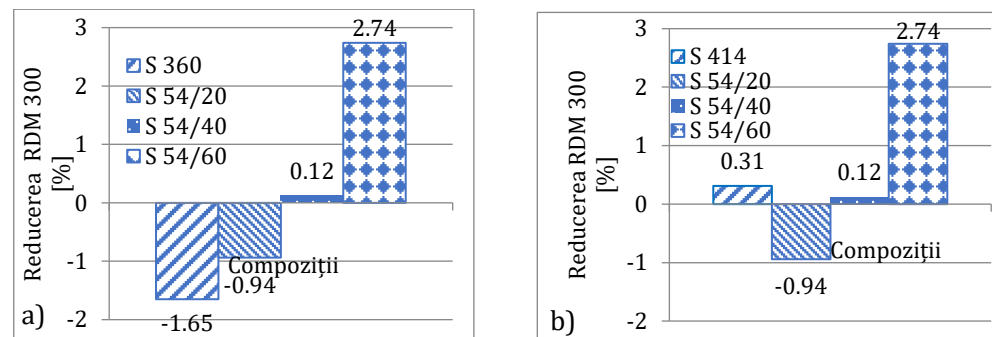 Reducerea RDM 300
[%]
3
2
1
0
-1
-2
S 360
S 54/20
S 54/40
S 54/60
2.74
0.12
Compoziții
-0.94
-1.65
a)
Reducerea RDM 300
[%]
3
2
1
0
-1
-2
S 414
S 54/20
S 54/40
S 54/60
2.74
0.31
0.12
Compoziții
-0.94
b)